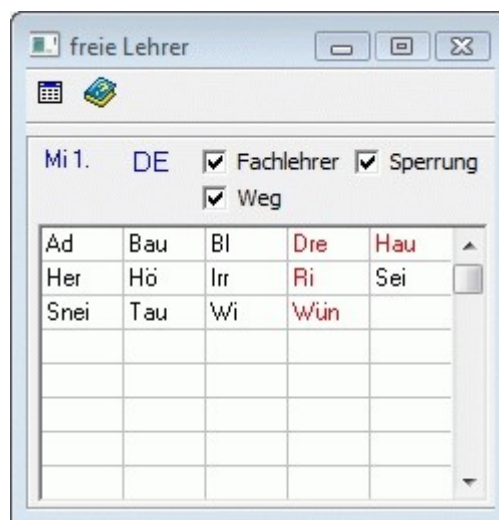 freie Lehrer
Mi 1. DE Fachlehrer Sperrung
Weg
Ad Bau Bl Dre Hau
Her Hö Irr Ri Sei
Snei Tau Wi Wün